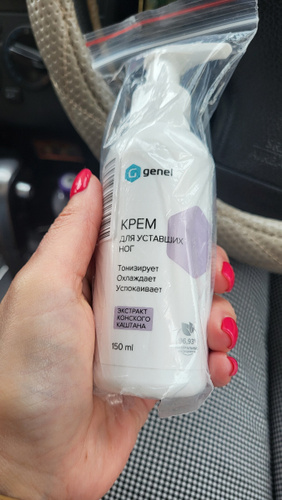 genel
КРЕМ
ДЛЯ УСТАВШИХ
НОГ
Тонизирует
Охлаждает
Успокаивает
ЭКСТРАКТ
КОНСКОГО
КАШТАНА
150 ml